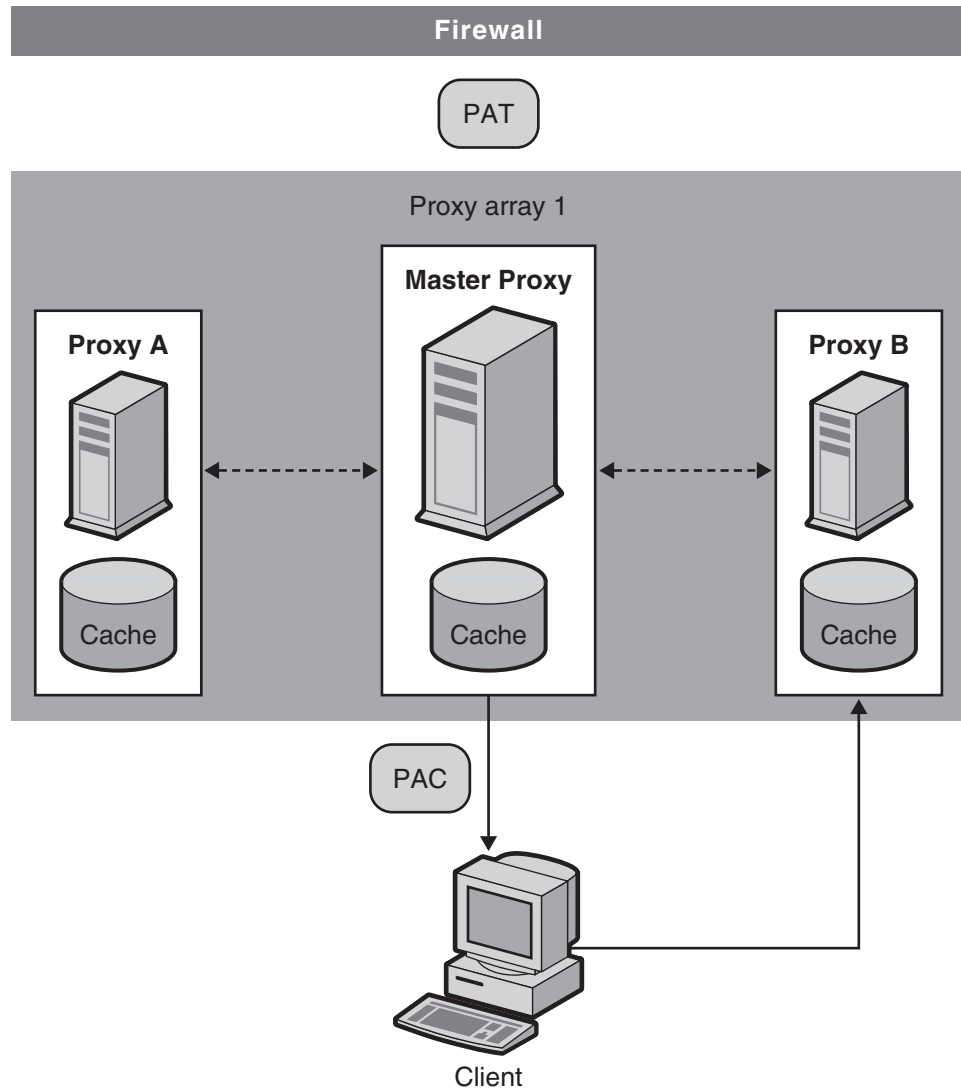 Firewall
PAT
Proxy array 1
Master Proxy
Proxy A
Proxy B
Cache
Cache
Cache
PAC
Client